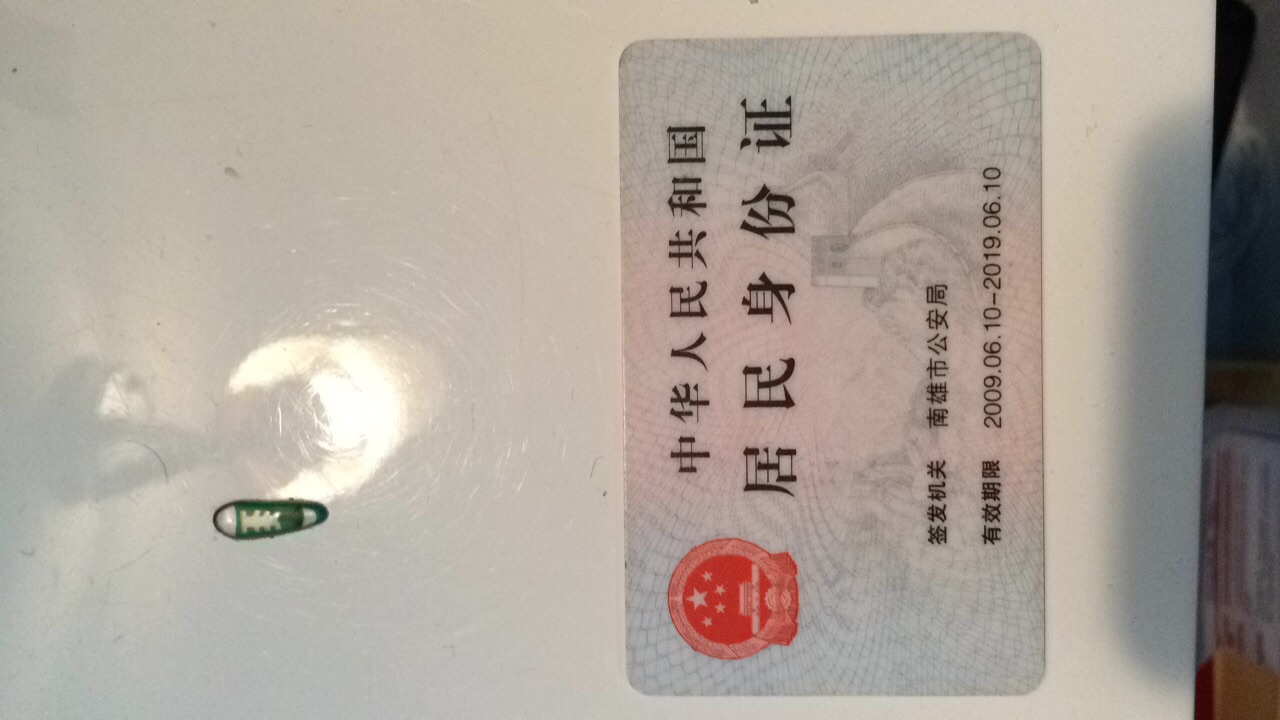 中华人民共和国
居民身份证
签发机关 南雄市公安局
有效期限 2009.06.10-2019.06.10